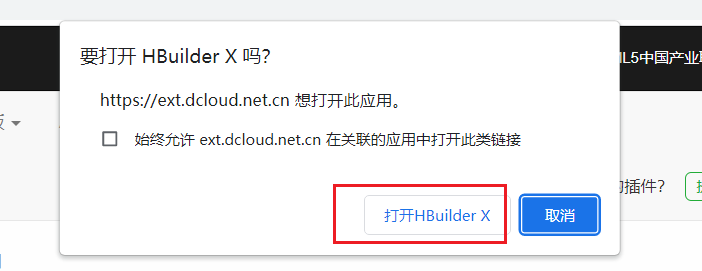 要打开 HBuilder X 吗？
https://ext.dcloud.net.cn 想打开此应用。
始终允许 ext.dcloud.net.cn 在关联的应用中打开此类链接
打开HBuilder X
取消
L5中国产业
的插件？